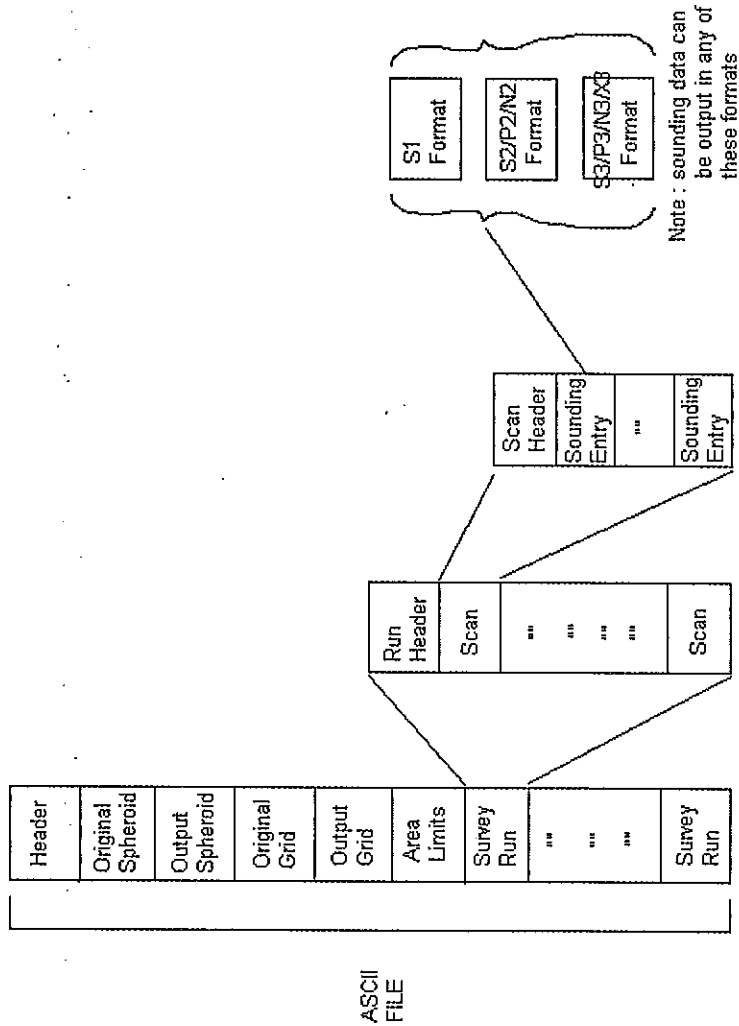 ASCII
FILE
Header
Original
Spheroid
Output
Spheroid
Original
Grid
Output
Grid
Area
Limits
Survey
Run
""
""
""
Survey
Run
Run
Header
Scan
""
""
""
""
Scan
Scan
Header
Sounding
Entry
""
Sounding
Entry
S1
Format
S2/P2/N2
Format
S3/P3/N3/X3
Format
Note : sounding data can
be output in any of
these formats